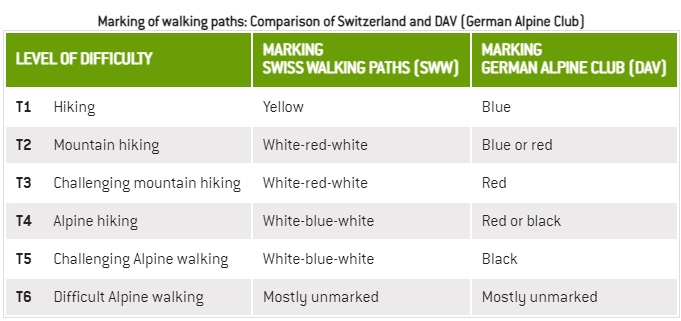 Marking of walking paths: Comparison of Switzerland and DAV (German Alpine Club)
LEVEL OF DIFFICULTY MARKING SWISS WALKING PATHS (SWW) MARKING GERMAN ALPINE CLUB (DAV)
T1 Hiking Yellow Blue
T2 Mountain hiking White-red-white Blue or red
T3 Challenging mountain hiking White-red-white Red
T4 Alpine hiking White-blue-white Red or black
T5 Challenging Alpine walking White-blue-white Black
T6 Difficult Alpine walking Mostly unmarked Mostly unmarked